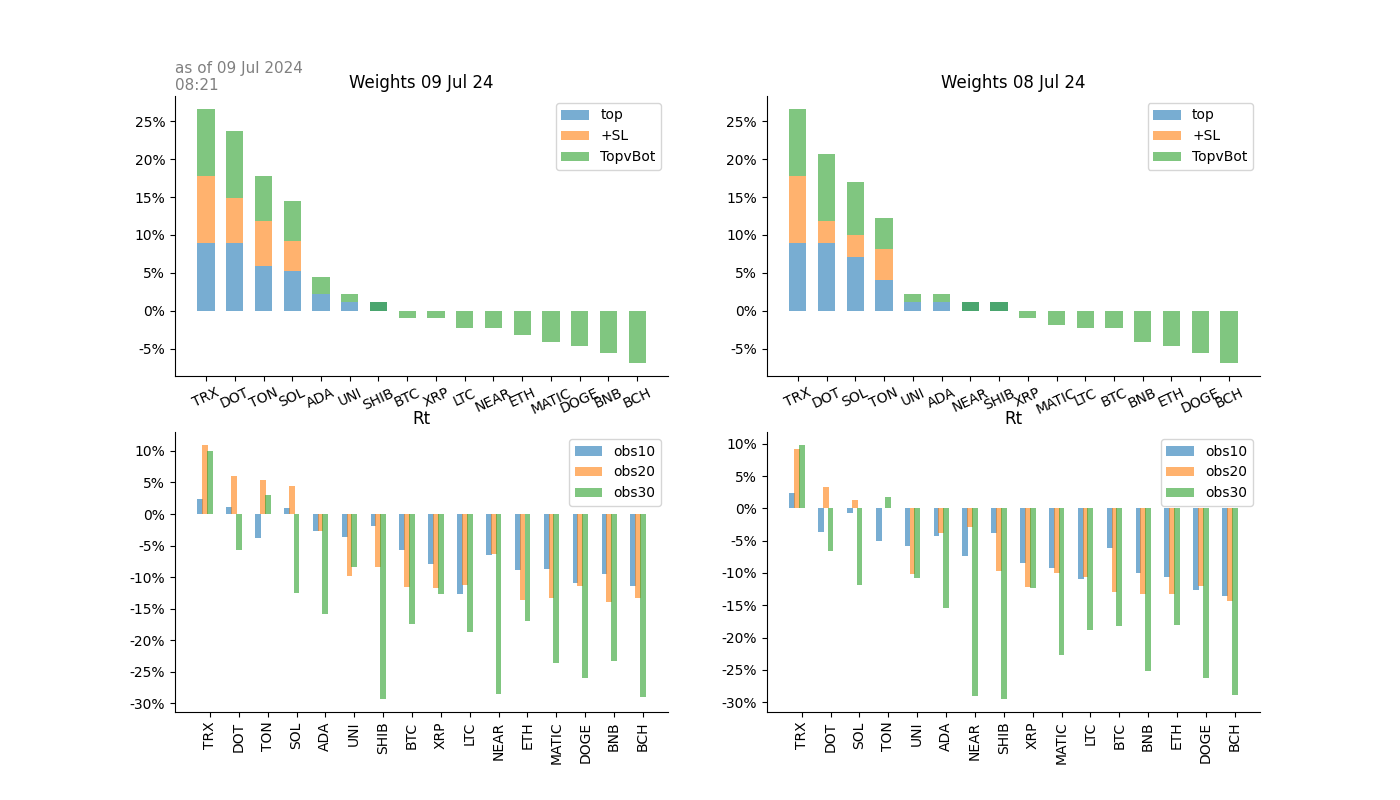 as of 09 Jul 2024
08:21
Weights 09 Jul 24
25%
20%
15%
10%
5%
0%
-5%
top
+SL
TopvBot
TRX DOT TON SOL ADA UNI SHIB BTC XRP LTC NEAR ETH MATIC DOGE BNB BCH
Weights 08 Jul 24
25%
20%
15%
10%
5%
0%
-5%
top
+SL
TopvBot
TRX DOT SOL TON UNI ADA NEAR SHIB XRP MATIC LTC BTC BNB ETH DOGE BCH
Rt
10%
5%
0%
-5%
-10%
-15%
-20%
-25%
-30%
obs10
obs20
obs30
TRX DOT TON SOL ADA UNI SHIB BTC XRP LTC NEAR ETH MATIC DOGE BNB BCH
Rt
10%
5%
0%
-5%
-10%
-15%
-20%
-25%
-30%
obs10
obs20
obs30
TRX DOT SOL TON UNI ADA NEAR SHIB XRP MATIC LTC BTC BNB ETH DOGE BCH